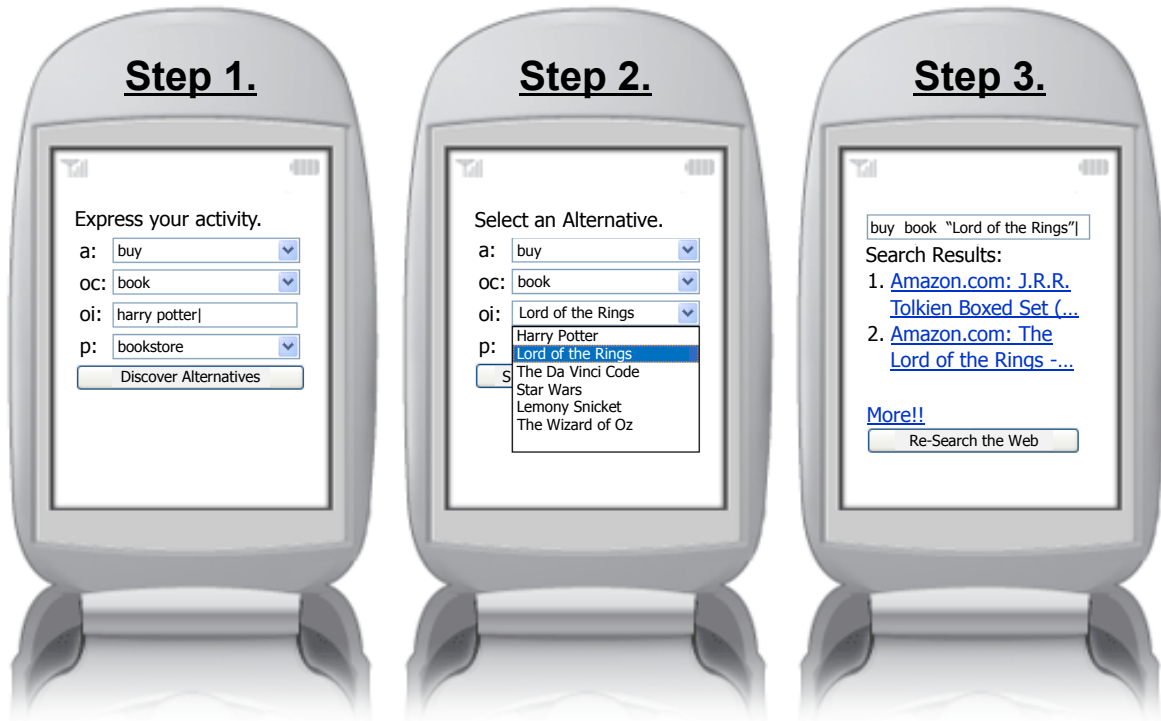 Step 1.
Express your activity.
a: buy
oc: book
oi: harry potter|
p: bookstore
Discover Alternatives
Step 2.
Select an Alternative.
a: buy
oc: book
oi: Lord of the Rings
p:
Harry Potter
Lord of the Rings
S
The Da Vinci Code
Star Wars
Lemony Snicket
The Wizard of Oz
Step 3.
buy book “Lord of the Rings”|
Search Results:
1. Amazon.com: J.R.R.
Tolkien Boxed Set (...
2. Amazon.com: The
Lord of the Rings -...
More!!
Re-Search the Web